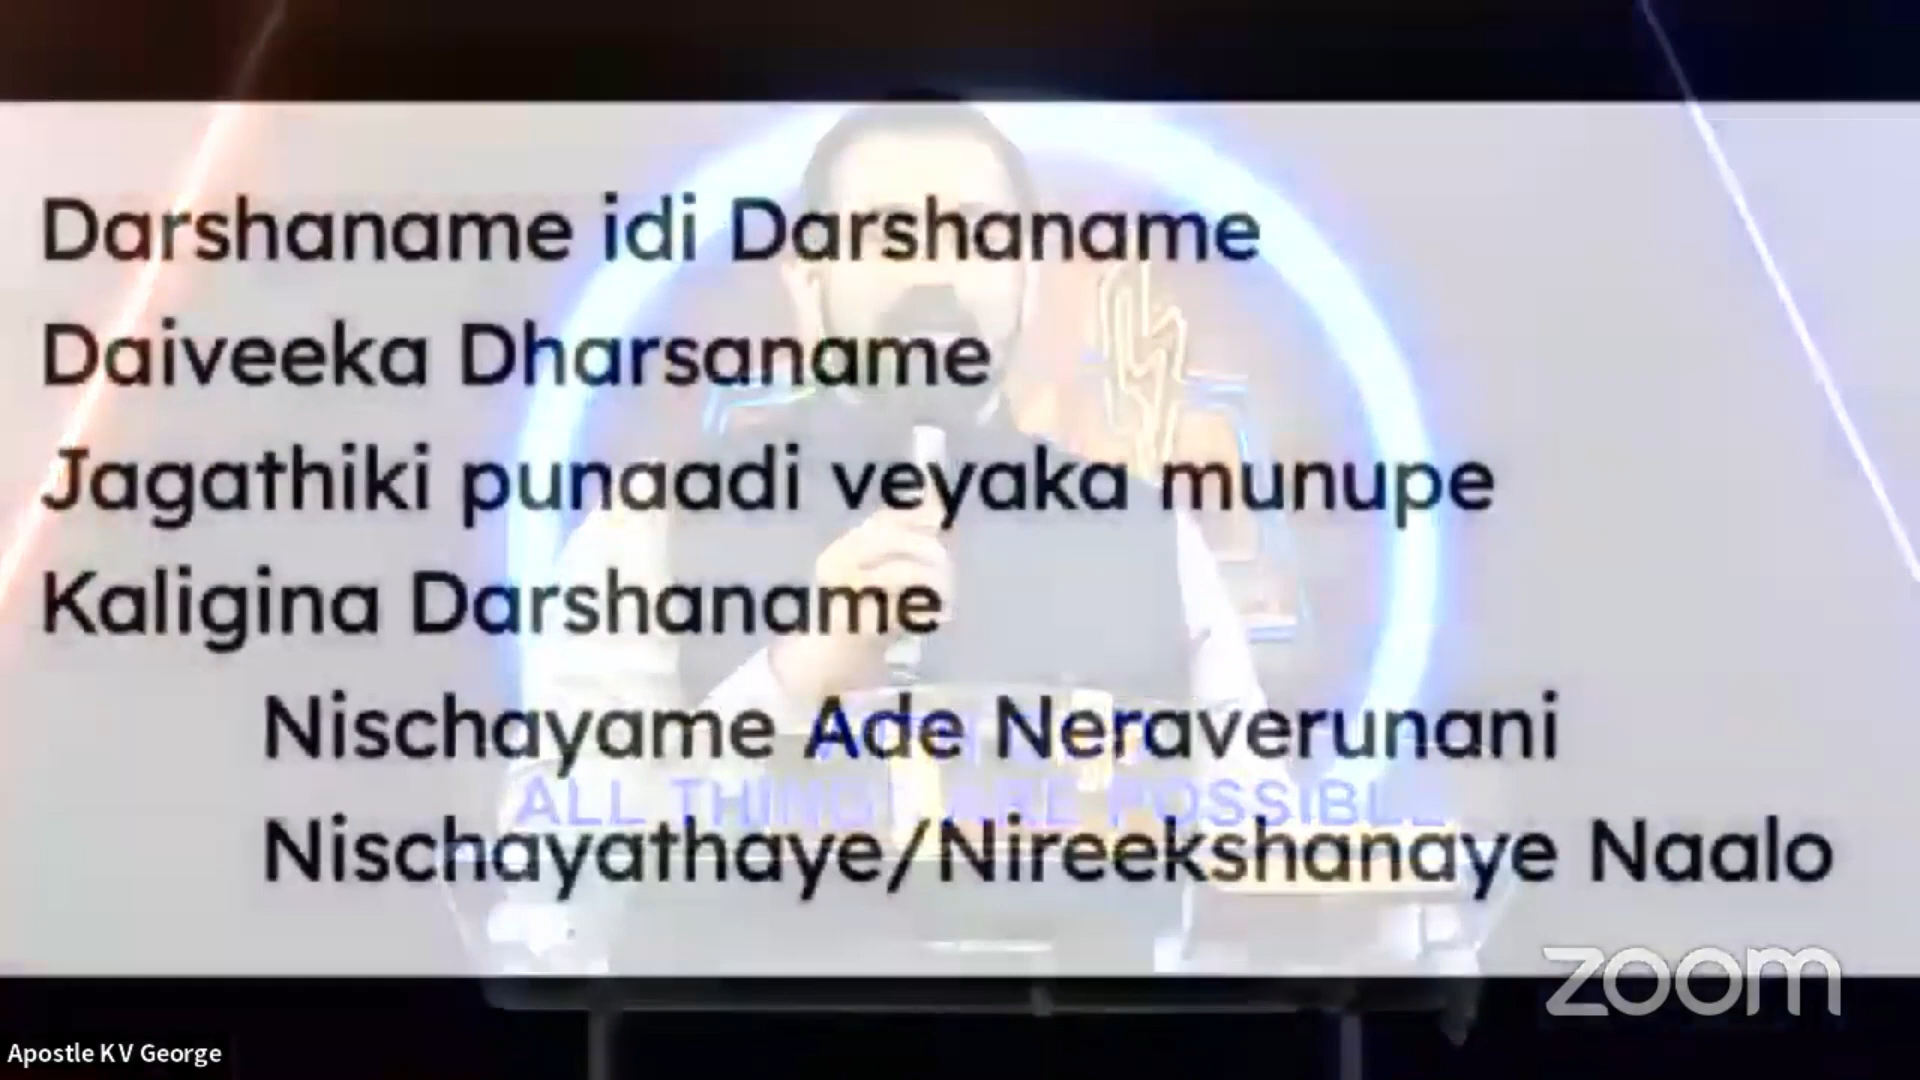 Darshaname idi Darshaname
Daiveeka Dharsaname
Jagathiki punaadi veyaka munupe
Kaligina Darshaname
Nischayame Ade Neraverunani
ALL THINGS ARE POSSIBLE
Nischayathaye/Nireekshanaye Naalo
zoom
Apostle K V George